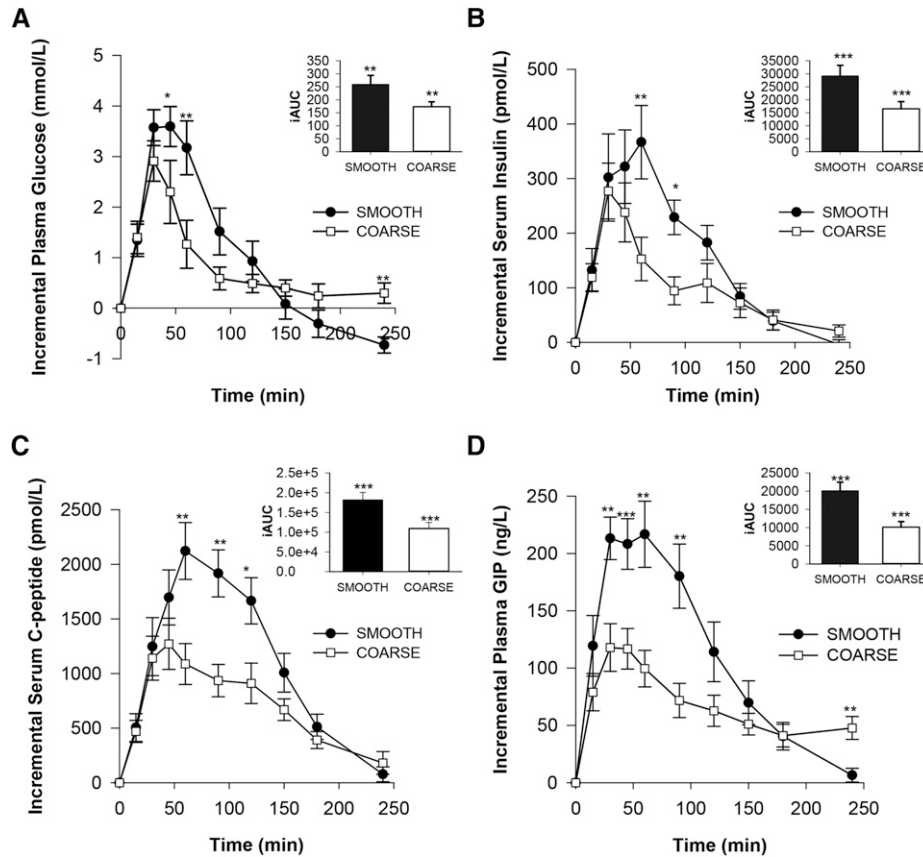 A
Incremental Plasma Glucose (mmol/L)
5
4
3
2
1
0
-1
0 50 100 150 200 250
Time (min)
* ** **
SMOOTH
COARSE
iAUC
350
300
250
200
150
100
50
0
** **
SMOOTH COARSE
B
Incremental Serum Insulin (pmol/L)
500
400
300
200
100
0
0 50 100 150 200 250
Time (min)
** *
SMOOTH
COARSE
iAUC
35000
30000
25000
20000
15000
10000
5000
0
*** ***
SMOOTH COARSE
C
Incremental Serum C-peptide (pmol/L)
2500
2000
1500
1000
500
0
0 50 100 150 200 250
Time (min)
** ** *
SMOOTH
COARSE
iAUC
2.5e+5
2.0e+5
1.5e+5
1.0e+5
5.0e+4
0.0
*** ***
SMOOTH COARSE
D
Incremental Plasma GIP (ng/L)
250
200
150
100
50
0
0 50 100 150 200 250
Time (min)
** *** ** ** **
SMOOTH
COARSE
iAUC
25000
20000
15000
10000
5000
0
*** ***
SMOOTH COARSE